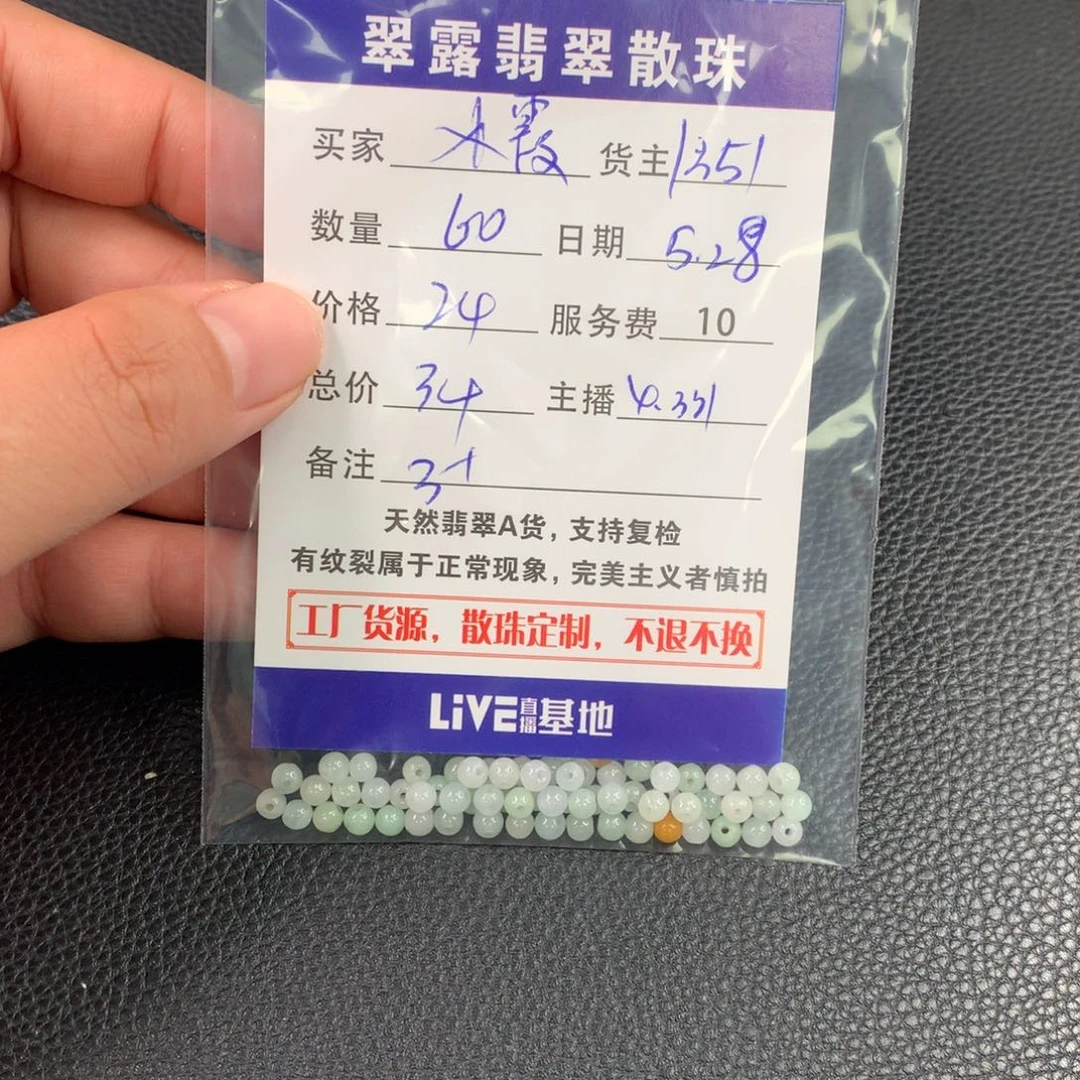 翠露翡翠散珠
买家 木霞 货主 1351
数量 60 日期 5.28
价格 24 服务费 10
总价 34 主播
备注 3+
天然翡翠A货，支持复检
有纹裂属于正常现象，完美主义者慎拍
工厂货源，散珠定制，不退不换
LiVE直播基地